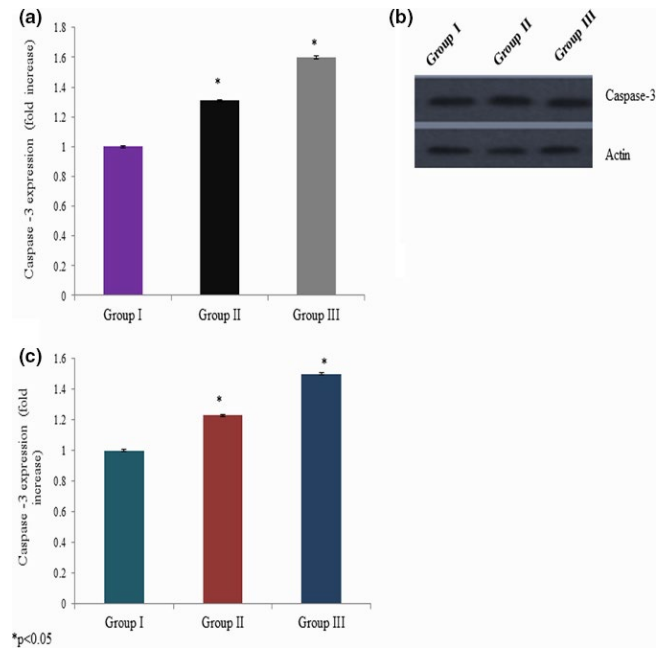 (a)
Caspase -3 expression (fold increase)
1.8
1.6
1.4
1.2
1
0.8
0.6
0.4
0.2
0
*
*
Group I
Group II
Group III
(b)
Group I
Group II
Group III
Caspase-3
Actin
(c)
Caspase -3 expression (fold
increase)
1.6
1.4
1.2
1
0.8
0.6
0.4
0.2
0
*
*
Group I
Group II
Group III
*p<0.05